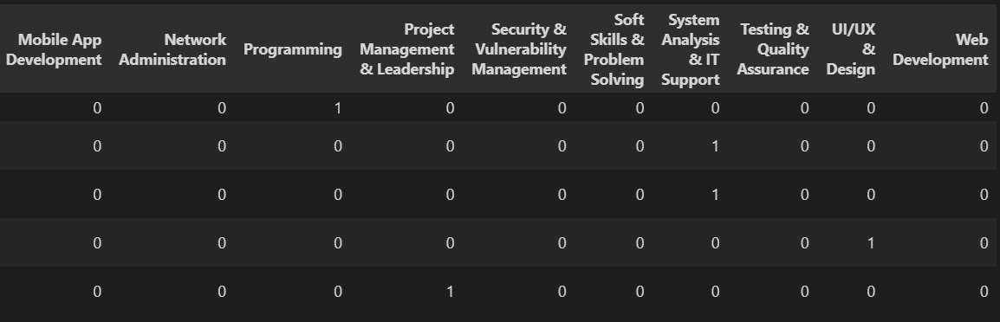 Mobile App Development Network Administration Programming Project Management & Leadership Security & Vulnerability Management Soft Skills & Problem Solving System Analysis & IT Support Testing & Quality Assurance UI/UX & Design Web Development
0 0 1 0 0 0 0 0 0 0
0 0 0 0 0 0 1 0 0 0
0 0 0 0 0 0 1 0 0 0
0 0 0 0 0 0 0 0 1 0
0 0 0 1 0 0 0 0 0 0